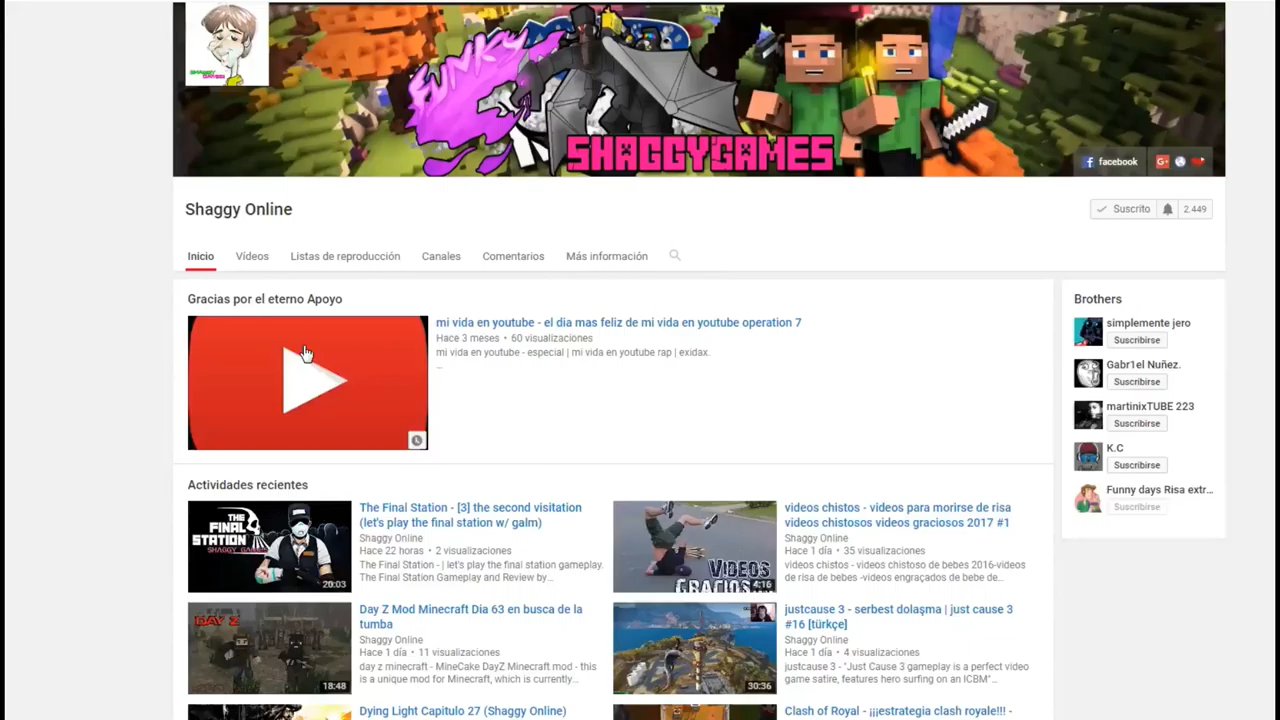 SHAGGYGAMES
facebook
Shaggy Online
Suscrito 2.449
Inicio Vídeos Listas de reproducción Canales Comentarios Más información
Gracias por el eterno Apoyo
mi vida en youtube - el dia mas feliz de mi vida en youtube operation 7
Hace 3 meses • 60 visualizaciones
mi vida en youtube - especial | mi vida en youtube rap | exidax.
...
Brothers
simplemente jero
Suscribirse
Gabr1el Nuñez.
Suscribirse
martinixTUBE 223
Suscribirse
K.C
Suscribirse
Funny days Risa extr...
Suscribirse
Actividades recientes
THE FINAL STATION
SHAGGY GAMES
20:03
The Final Station - [3] the second visitation
(let's play the final station w/ galm)
Shaggy Online
Hace 22 horas • 2 visualizaciones
The Final Station - | let's play the final station gameplay.
The Final Station Gameplay and Review by...
VIDEOS
GRACIOSOS
4:16
videos chistos - videos para morirse de risa
videos chistosos videos graciosos 2017 #1
Shaggy Online
Hace 1 día • 35 visualizaciones
videos chistos - videos chistosos de bebes 2016-videos
de risa de bebes -videos engraçados de bebe de...
DAY Z
18:48
Day Z Mod Minecraft Dia 63 en busca de la
tumba
Shaggy Online
Hace 1 día • 11 visualizaciones
day z minecraft - MineCake DayZ Minecraft mod - this
is a unique mod for Minecraft, which is currently...
30:36
justcause 3 - serbest dolaşma | just cause 3
#16 [türkçe]
Shaggy Online
Hace 1 día • 4 visualizaciones
justcause 3 - "Just Cause 3 gameplay is a perfect video
game satire, features hero surfing on an ICBM"...
Dying Light Capitulo 27 (Shaggy Online)
Clash of Royal - ¡¡¡estrategia clash royale!!! -